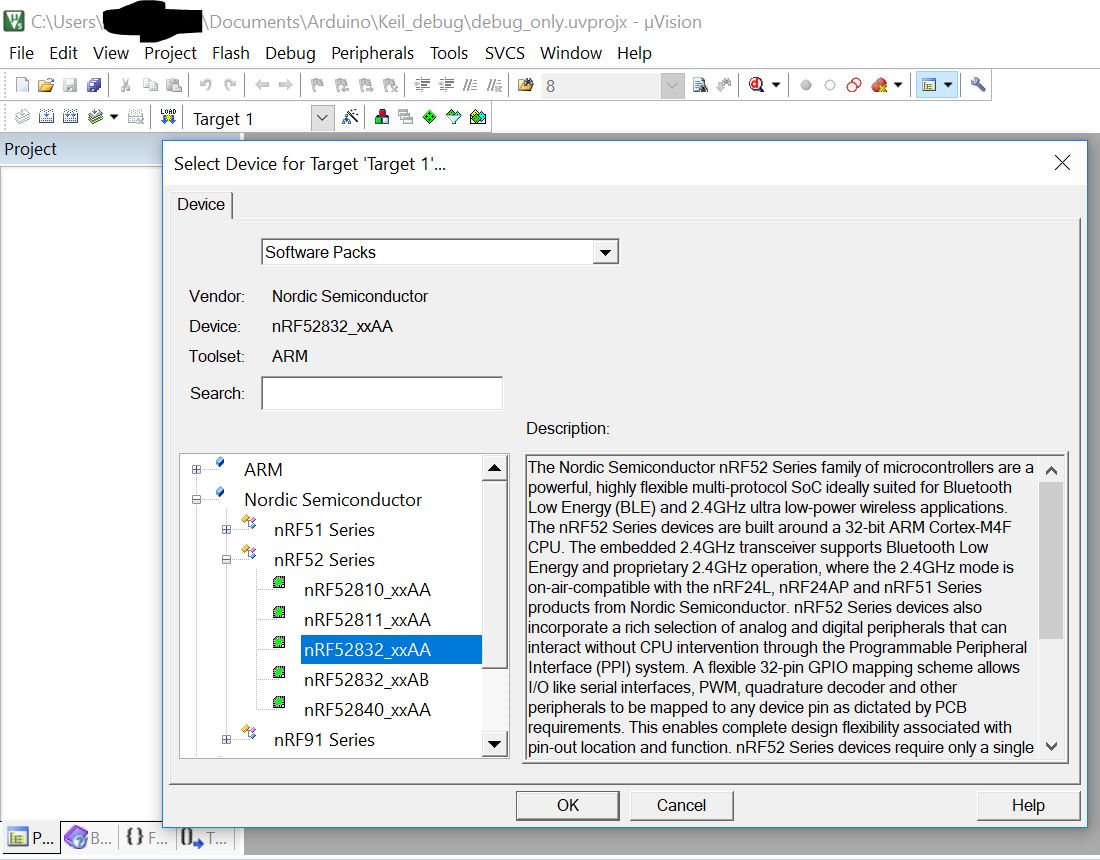 C:\Users\ \Documents\Arduino\Keil_debug\debug_only.uvprojx - µVision
File Edit View Project Flash Debug Peripherals Tools SVCS Window Help
8
LOAD Target 1
Project
Select Device for Target 'Target 1'...
Device
Software Packs
Vendor: Nordic Semiconductor
Device: nRF52832_xxAA
Toolset: ARM
Search:
Description:
ARM
Nordic Semiconductor
nRF51 Series
nRF52 Series
nRF52810_xxAA
nRF52811_xxAA
nRF52832_xxAA
nRF52832_xxAB
nRF52840_xxAA
nRF91 Series
The Nordic Semiconductor nRF52 Series family of microcontrollers are a
powerful, highly flexible multi-protocol SoC ideally suited for Bluetooth
Low Energy (BLE) and 2.4GHz ultra low-power wireless applications.
The nRF52 Series devices are built around a 32-bit ARM Cortex-M4F
CPU. The embedded 2.4GHz transceiver supports Bluetooth Low
Energy and proprietary 2.4GHz operation, where the 2.4GHz mode is
on-air-compatible with the nRF24L, nRF24AP and nRF51 Series
products from Nordic Semiconductor. nRF52 Series devices also
incorporate a rich selection of analog and digital peripherals that can
interact without CPU intervention through the Programmable Peripheral
Interface (PPI) system. A flexible 32-pin GPIO mapping scheme allows
I/O like serial interfaces, PWM, quadrature decoder and other
peripherals to be mapped to any device pin as dictated by PCB
requirements. This enables complete design flexibility associated with
pin-out location and function. nRF52 Series devices require only a single
OK Cancel Help
P... B... {} F... 0 T...